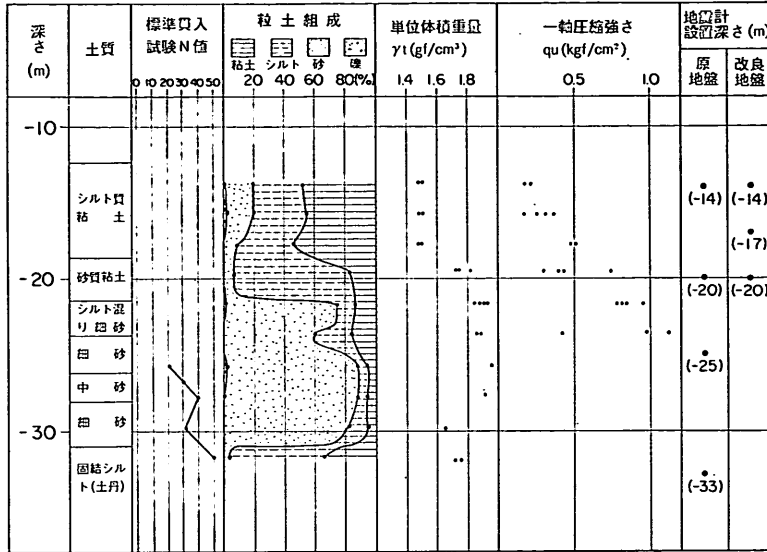 深さ(m)
土質
標準貫入試験N値
0 10 20 30 40 50
粒土組成
粘土 シルト 砂 礫
20 40 60 80(%)
単位体積重量
γt(gf/cm³)
1.4 1.6 1.8
一軸圧縮強さ
qu(kgf/cm²)
0.5 1.0
地震計設置深さ(m)
原地盤
改良地盤
-10
シルト質粘土
(-14) (-14)
(-17)
-20
砂質粘土
(-20) (-20)
シルト混り細砂
細砂
(-25)
中砂
細砂
-30
固結シルト(土丹)
(-33)